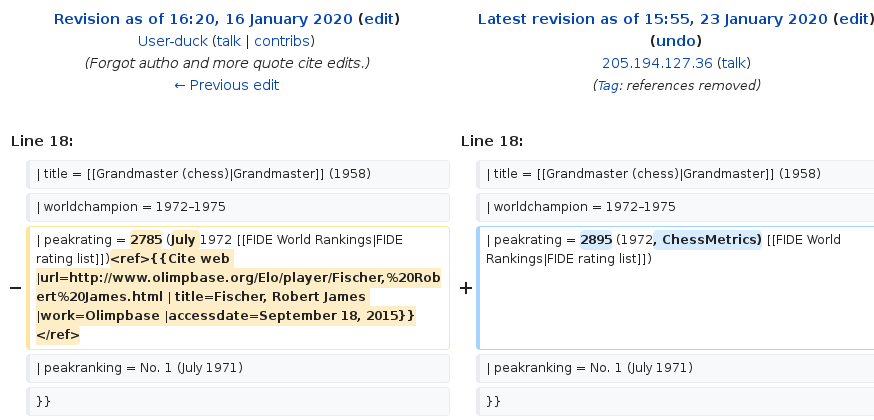 Revision as of 16:20, 16 January 2020 (edit)
User-duck (talk | contribs)
(Forgot autho and more quote cite edits.)
← Previous edit
Latest revision as of 15:55, 23 January 2020 (edit)
(undo)
205.194.127.36 (talk)
(Tag: references removed)
Line 18:
Line 18:
| title = [[Grandmaster (chess)|Grandmaster]] (1958)
| title = [[Grandmaster (chess)|Grandmaster]] (1958)
| worldchampion = 1972–1975
| worldchampion = 1972–1975
− | peakrating = 2785 (July 1972 [[FIDE World Rankings|FIDE
rating list]])<ref>{{Cite web
|url=http://www.olimpbase.org/Elo/player/Fischer,%20Rob
ert%20James.html | title=Fischer, Robert James
|work=Olimpbase |accessdate=September 18, 2015}}
</ref>
+ | peakrating = 2895 (1972, ChessMetrics) [[FIDE World
Rankings|FIDE rating list]])
| peakranking = No. 1 (July 1971)
| peakranking = No. 1 (July 1971)
}}
}}